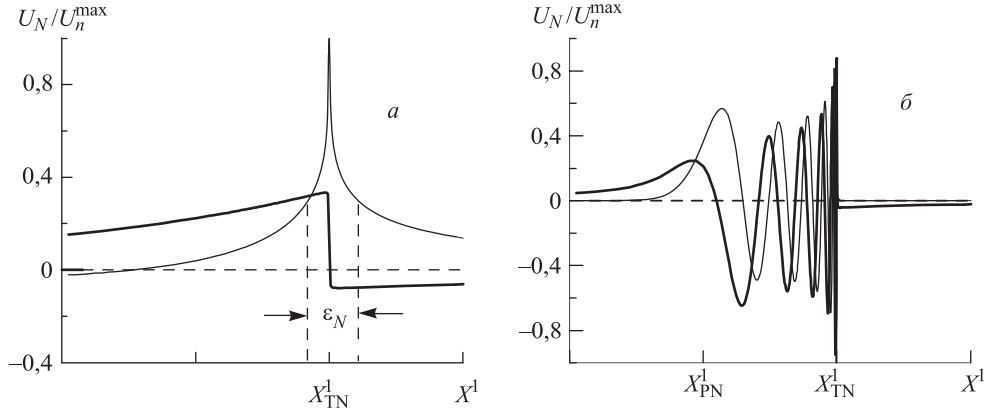 U_N/U_n^max
0,8
0,4
0
–0,4
а
ε_N
X^1_TN
X^1
U_N/U_n^max
0,8
0,4
0
–0,4
–0,8
б
X^1_PN
X^1_TN
X^1